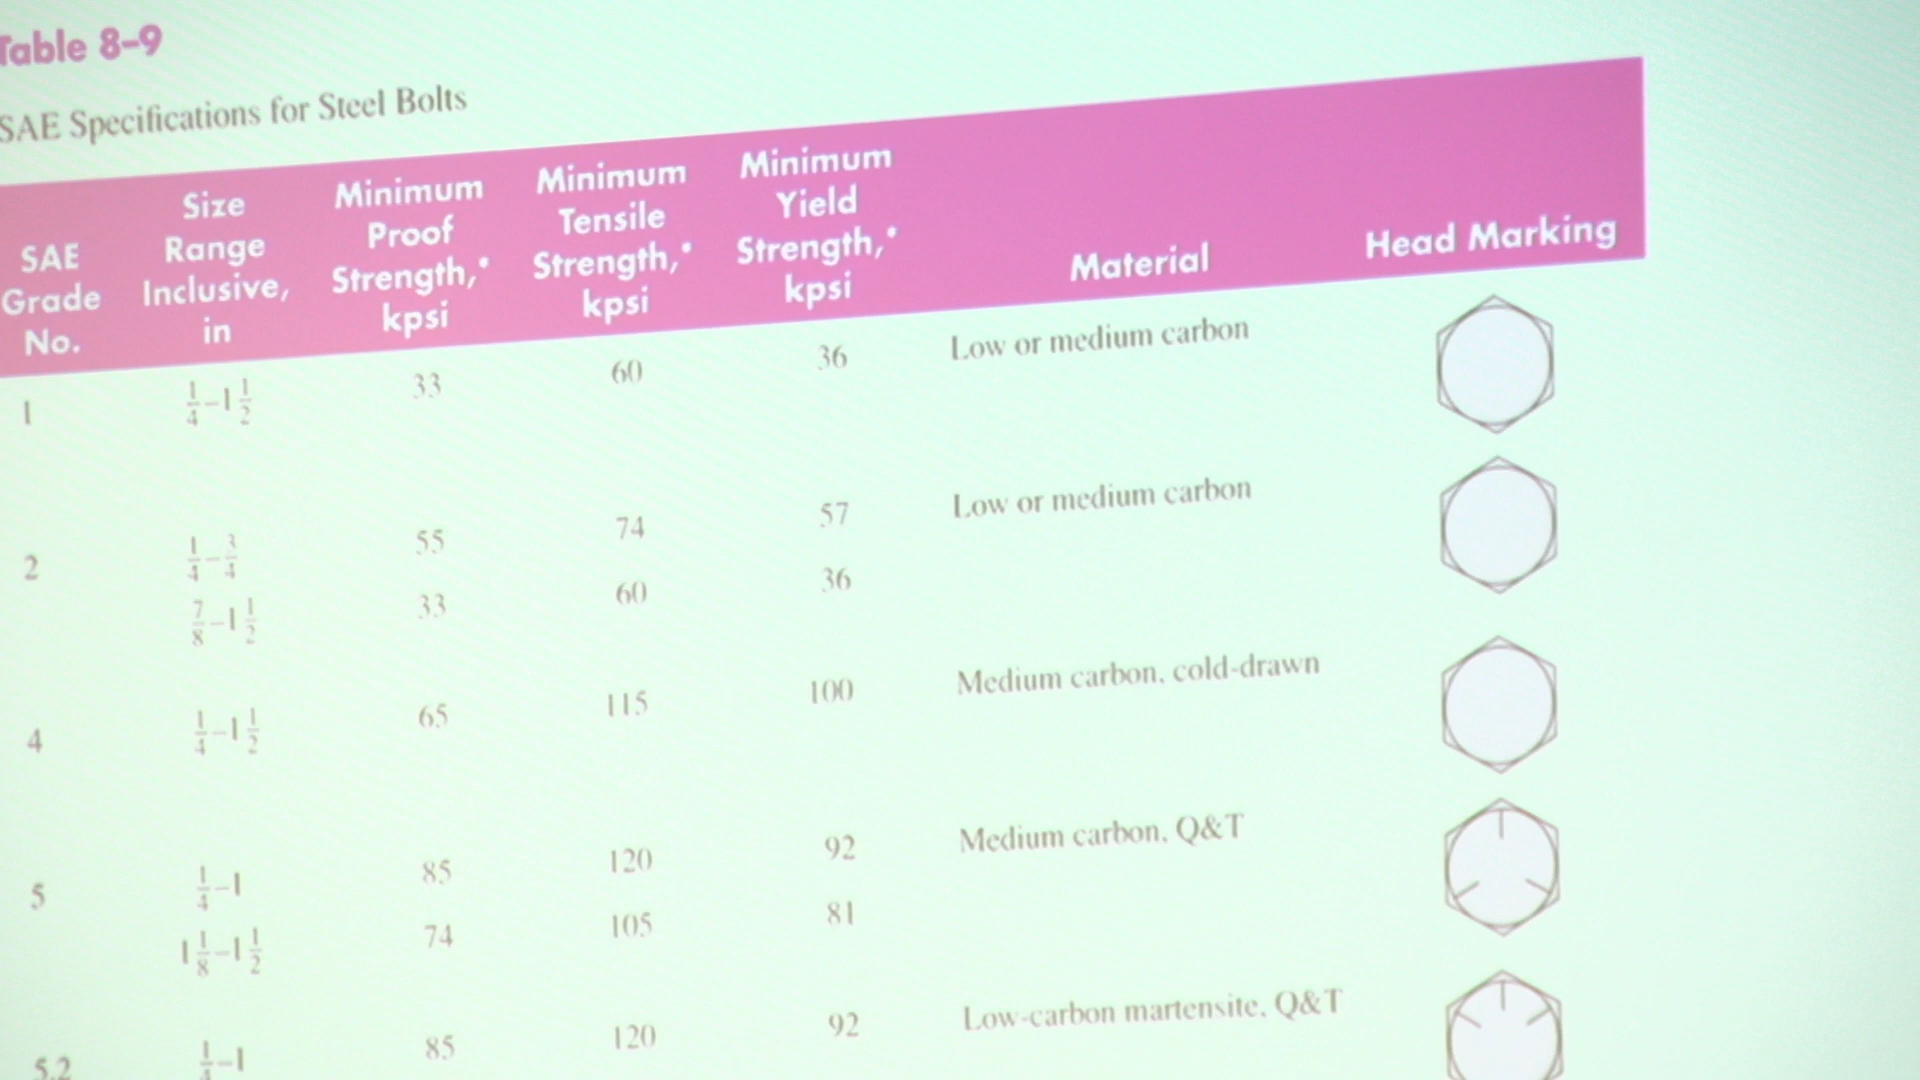 Table 8–9
SAE Specifications for Steel Bolts
SAE Grade No. Size Range Inclusive, in Minimum Proof Strength,* kpsi Minimum Tensile Strength,* kpsi Minimum Yield Strength,* kpsi Material Head Marking
1 1/4–1 1/2 33 60 36 Low or medium carbon
2 1/4–3/4 55 74 57 Low or medium carbon
7/8–1 1/2 33 60 36
4 1/4–1 1/2 65 115 100 Medium carbon, cold-drawn
5 1/4–1 85 120 92 Medium carbon, Q&T
1 1/8–1 1/2 74 105 81
5.2 1/4–1 85 120 92 Low-carbon martensite, Q&T